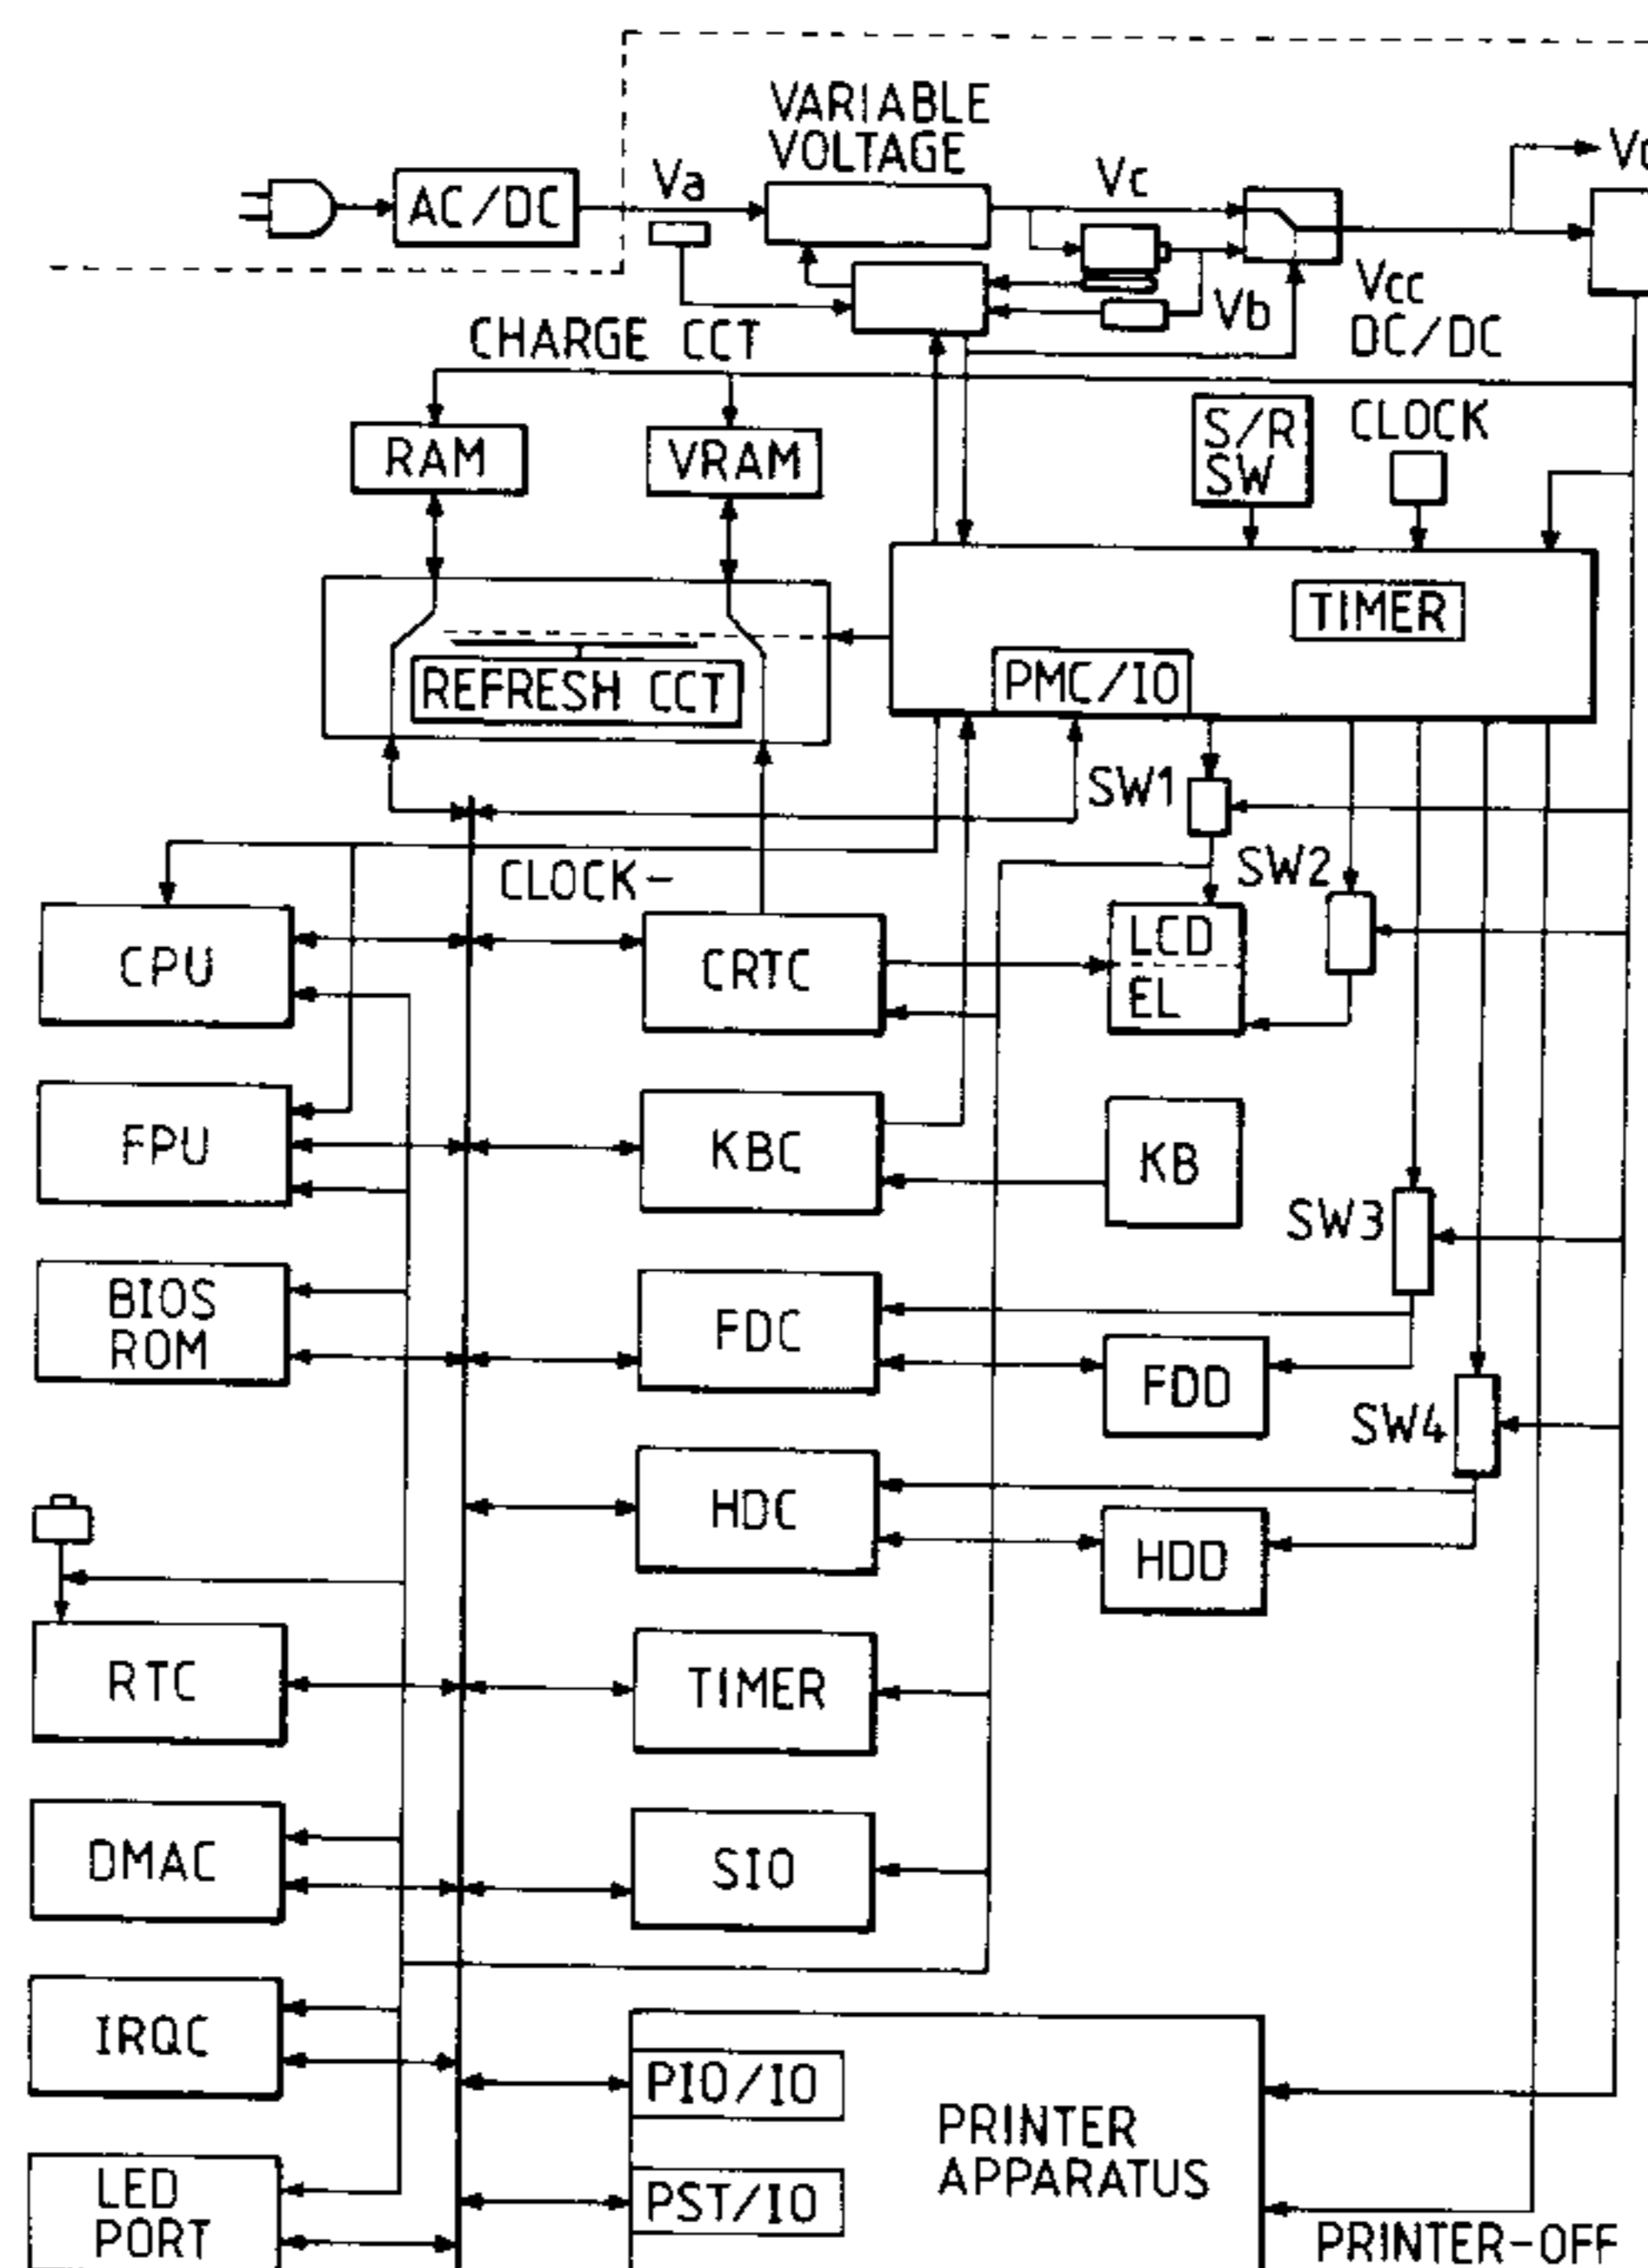 VARIABLE
VOLTAGE
AC/DC
Va
Vc
Vb
Vcc
DC/DC
CHARGE CCT
RAM
VRAM
S/R
SW
CLOCK
TIMER
PMC/IO
REFRESH CCT
SW1
SW2
CLOCK-
CPU
CRTC
LCD
EL
FPU
KBC
KB
SW3
BIOS
ROM
FDC
FDD
SW4
HDC
HDD
RTC
TIMER
DMAC
SIO
IRQC
PIO/IO
PRINTER
APPARATUS
LED
PORT
PST/IO
PRINTER-OFF